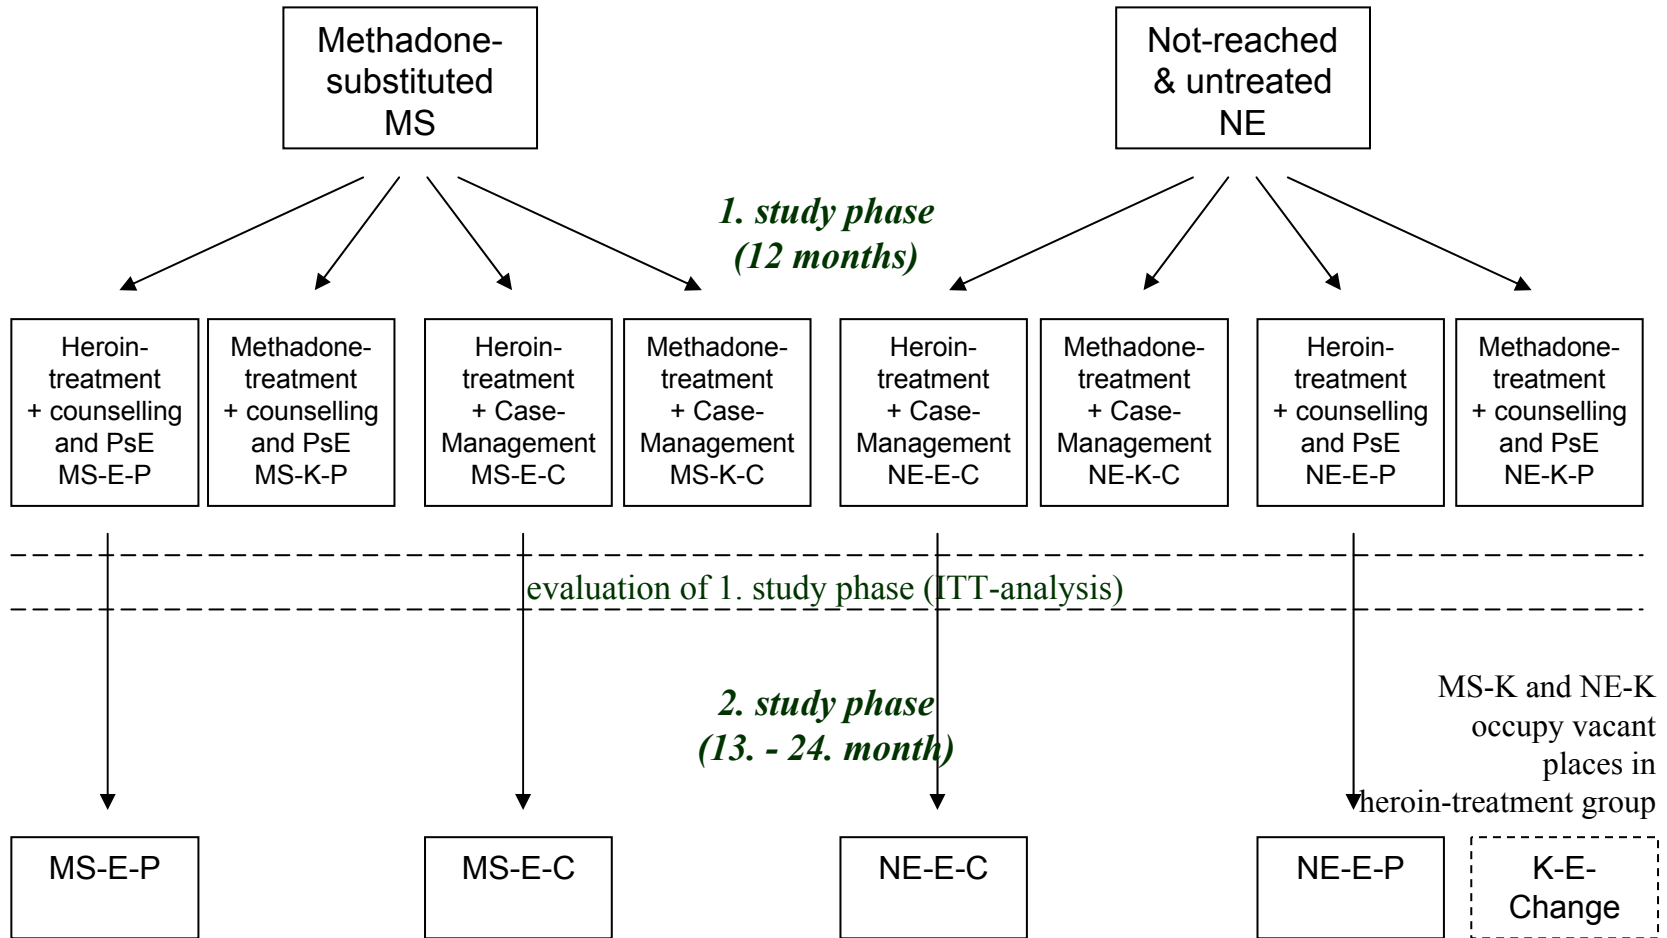 Methadone-
substituted
MS
Not-reached
& untreated
NE
1. study phase
(12 months)
Heroin-
treatment
+ counselling
and PsE
MS-E-P
Methadone-
treatment
+ counselling
and PsE
MS-K-P
Heroin-
treatment
+ Case-
Management
MS-E-C
Methadone-
treatment
+ Case-
Management
MS-K-C
Heroin-
treatment
+ Case-
Management
NE-E-C
Methadone-
treatment
+ Case-
Management
NE-K-C
Heroin-
treatment
+ counselling
and PsE
NE-E-P
Methadone-
treatment
+ counselling
and PsE
NE-K-P
evaluation of 1. study phase (ITT-analysis)
2. study phase
(13. - 24. month)
MS-K and NE-K
occupy vacant
places in
heroin-treatment group
MS-E-P
MS-E-C
NE-E-C
NE-E-P
K-E-
Change